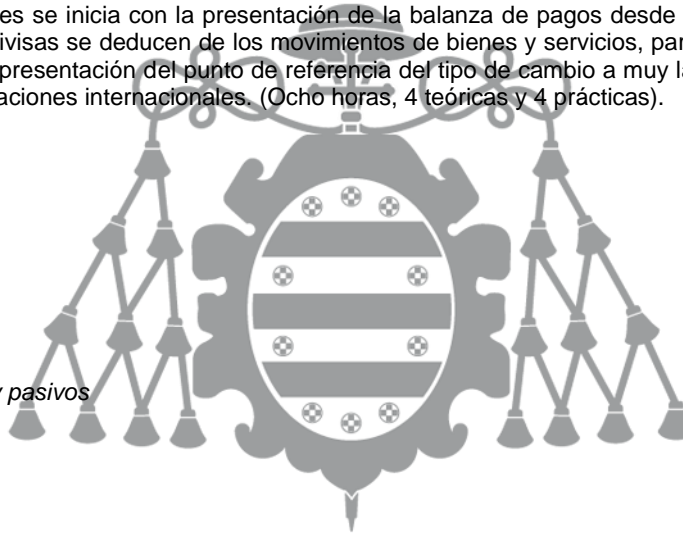 es se inicia con la presentación de la balanza de pagos desde
ivisas se deducen de los movimientos de bienes y servicios, par
presentación del punto de referencia del tipo de cambio a muy la
aciones internacionales. (Ocho horas, 4 teóricas y 4 prácticas).
y pasivos